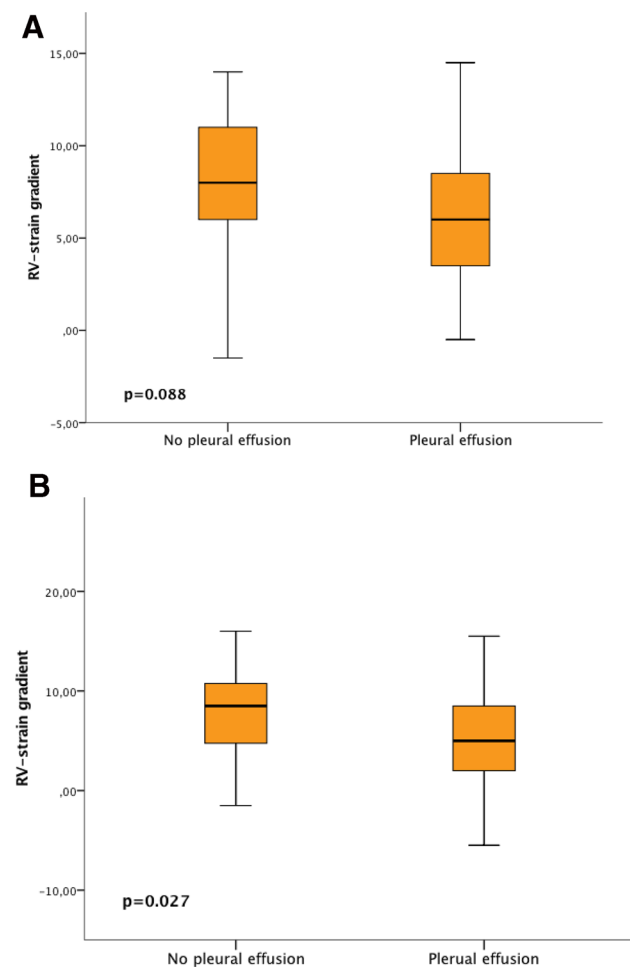 A
15,00
10,00
RV-strain gradient
5,00
,00
p=0.088
-5,00
No pleural effusion
Pleural effusion
B
20,00
RV-strain gradient
10,00
,00
-10,00
p=0.027
No pleural effusion
Plerual effusion